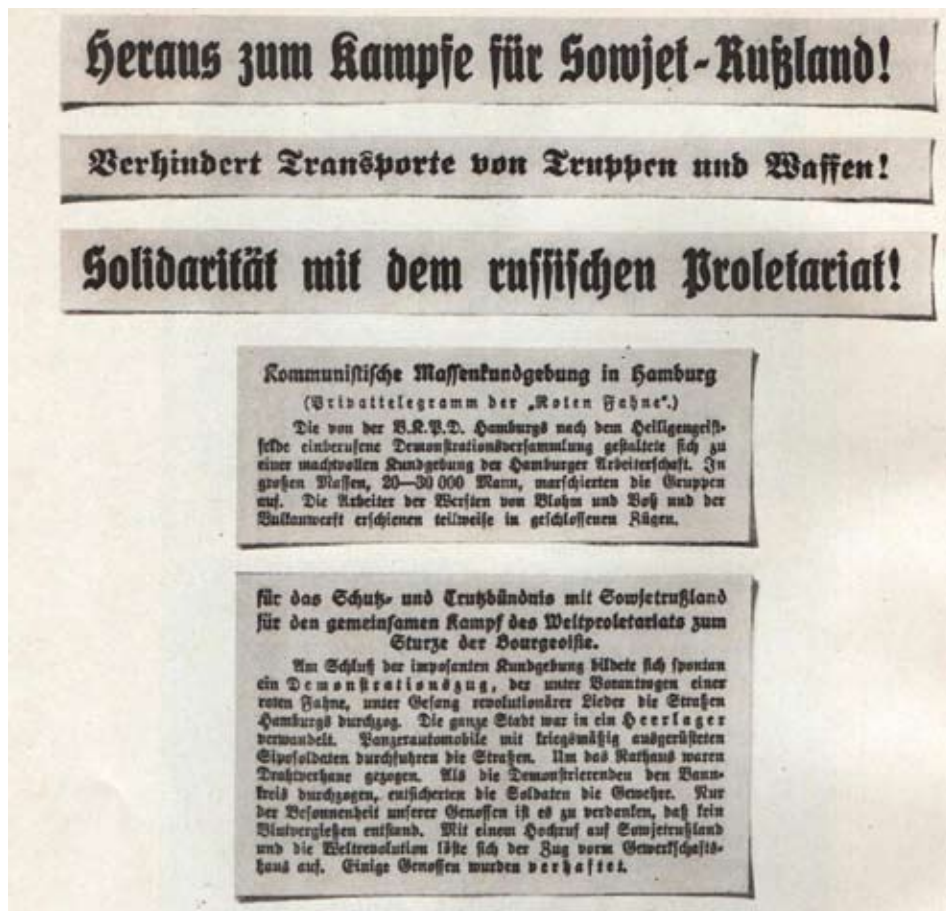 Heraus zum Kampfe für Sowjet-Rußland!
Verhindert Transporte von Truppen und Waffen!
Solidarität mit dem russischen Proletariat!
Kommunistische Massenkundgebung in Hamburg
(Privattelegramm der „Roten Fahne“.)
Die von der V.K.P.D. Hamburgs nach dem Heiligengeist-
felde einberufene Demonstrationsversammlung gestaltete sich zu
einer machtvollen Kundgebung der Hamburger Arbeiterschaft. In
großen Massen, 20—30 000 Mann, marschierten die Gruppen
auf. Die Arbeiter der Werften von Blohm und Voß und der
Vulkanwerft erschienen teilweise in geschlossenen Zügen.
für das Schutz- und Trutzbündnis mit Sowjetrußland
für den gemeinsamen Kampf des Weltproletariats zum
Sturze der Bourgeoisie.
Am Schluß der imposanten Kundgebung bildete sich spontan
ein Demonstrationszug, der unter Vorantragen einer
roten Fahne, unter Gesang revolutionärer Lieder die Straßen
Hamburgs durchzog. Die ganze Stadt war in ein Heerlager
verwandelt. Panzerautomobile mit kriegsmäßig ausgerüsteten
Siposoldaten durchfuhren die Straßen. Um das Rathaus waren
Drahtverhaue gezogen. Als die Demonstrierenden den Bann-
kreis durchzogen, entsicherten die Soldaten die Gewehre. Nur
der Besonnenheit unserer Genossen ist es zu verdanken, daß kein
Blutvergießen entstand. Mit einem Hochruf auf Sowjetrußland
und die Weltrevolution löste sich der Zug vorm Gewerkschafts-
haus auf. Einige Genossen wurden verhaftet.